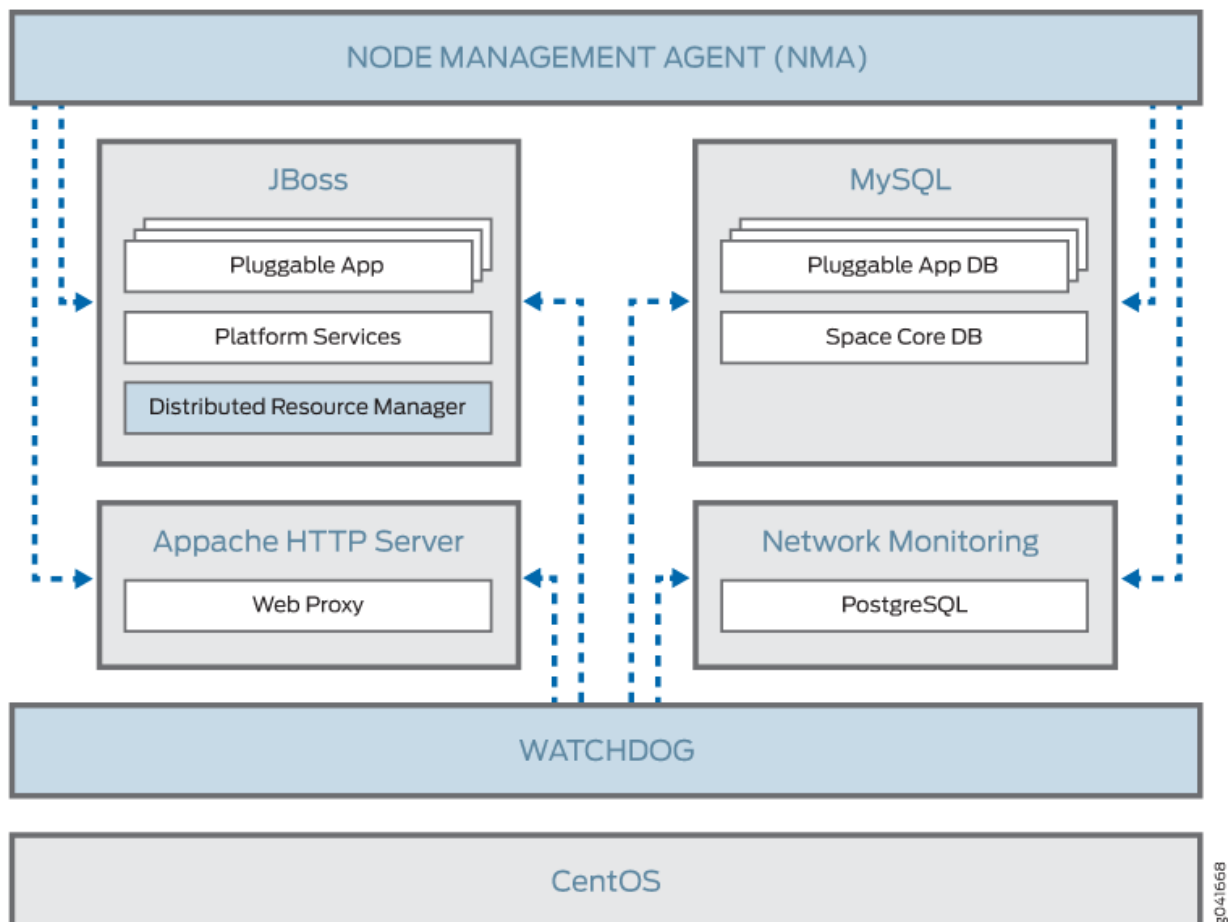 NODE MANAGEMENT AGENT (NMA)
JBoss
Pluggable App
Platform Services
Distributed Resource Manager
MySQL
Pluggable App DB
Space Core DB
Appache HTTP Server
Web Proxy
Network Monitoring
PostgreSQL
WATCHDOG
CentOS
g041668